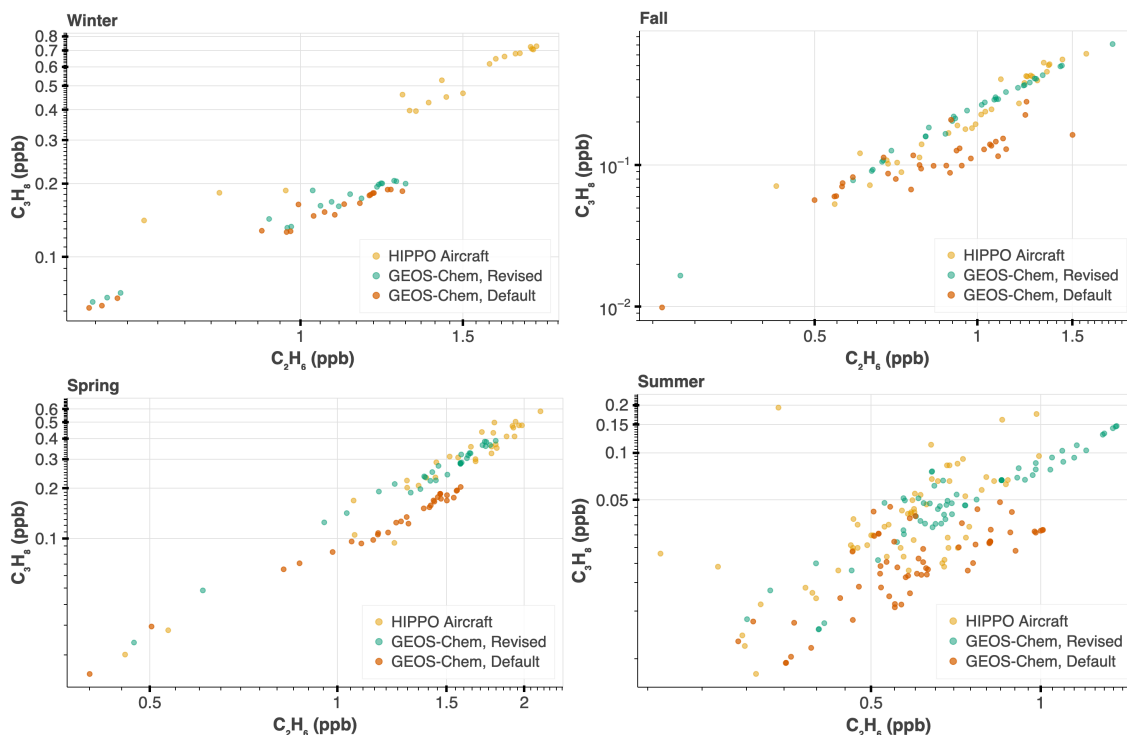 Winter
0.8
0.7
0.6
0.5
0.4
0.3
0.2
0.1
C₃H₈ (ppb)
HIPPO Aircraft
GEOS-Chem, Revised
GEOS-Chem, Default
1
1.5
C₂H₆ (ppb)
Fall
10⁻¹
10⁻²
C₃H₈ (ppb)
HIPPO Aircraft
GEOS-Chem, Revised
GEOS-Chem, Default
0.5
1
1.5
C₂H₆ (ppb)
Spring
0.6
0.5
0.4
0.3
0.2
0.1
C₃H₈ (ppb)
HIPPO Aircraft
GEOS-Chem, Revised
GEOS-Chem, Default
0.5
1
1.5
2
C₂H₆ (ppb)
Summer
0.2
0.15
0.1
0.05
C₃H₈ (ppb)
HIPPO Aircraft
GEOS-Chem, Revised
GEOS-Chem, Default
0.5
1
C₂H₆ (ppb)